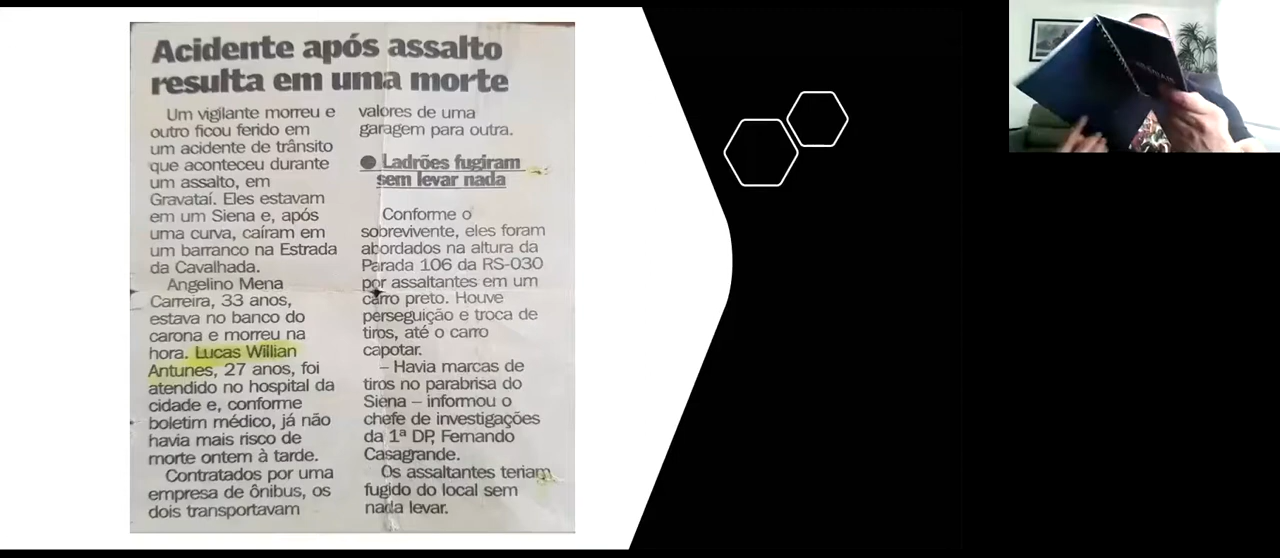 Acidente após assalto
resulta em uma morte
Um vigilante morreu e
outro ficou ferido em
um acidente de trânsito
que aconteceu durante
um assalto, em
Gravataí. Eles estavam
em um Siena e, após
uma curva, caíram em
um barranco na Estrada
da Cavalhada.
Angelino Mena
Carreira, 33 anos,
estava no banco do
carona e morreu na
hora. Lucas Willian
Antunes, 27 anos, foi
atendido no hospital da
cidade e, conforme
boletim médico, já não
havia mais risco de
morte ontem à tarde.
Contratados por uma
empresa de ônibus, os
dois transportavam
valores de uma
garagem para outra.
● Ladrões fugiram
sem levar nada
Conforme o
sobrevivente, eles foram
abordados na altura da
Parada 106 da RS-030
por assaltantes em um
carro preto. Houve
perseguição e troca de
tiros, até o carro
capotar.
– Havia marcas de
tiros no parabrisa do
Siena – informou o
chefe de investigações
da 1ª DP, Fernando
Casagrande.
Os assaltantes teriam
fugido do local sem
nada levar.